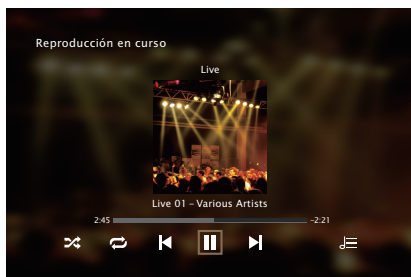 Reproducción en curso
Live
Live 01 – Various Artists
2:45
-2:21